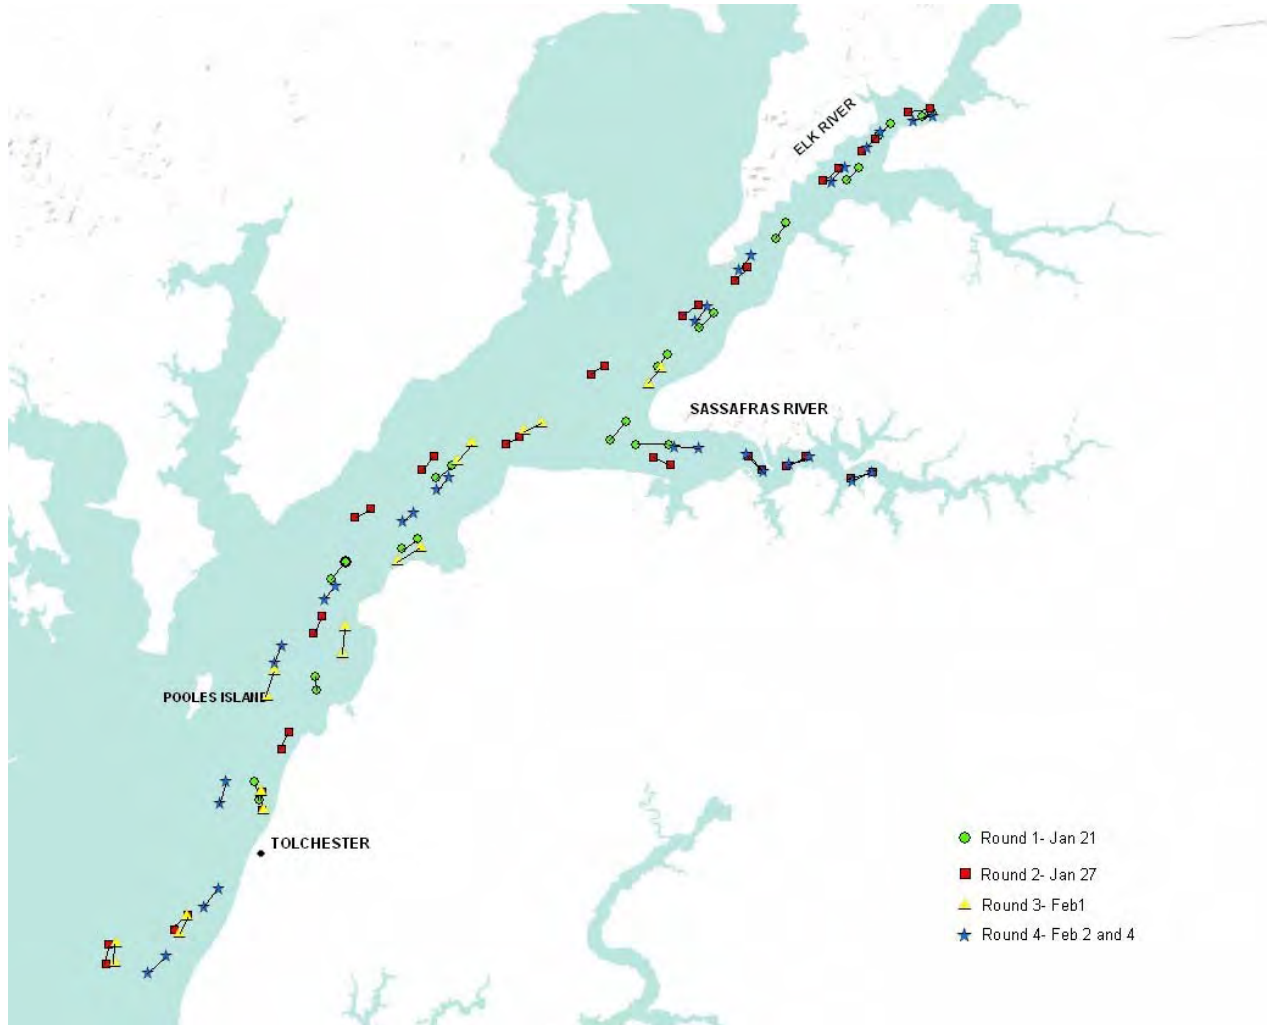 ELK RIVER
SASSAFRAS RIVER
POOLES ISLAND
TOLCHESTER
Round 1- Jan 21
Round 2- Jan 27
Round 3- Feb1
Round 4- Feb 2 and 4